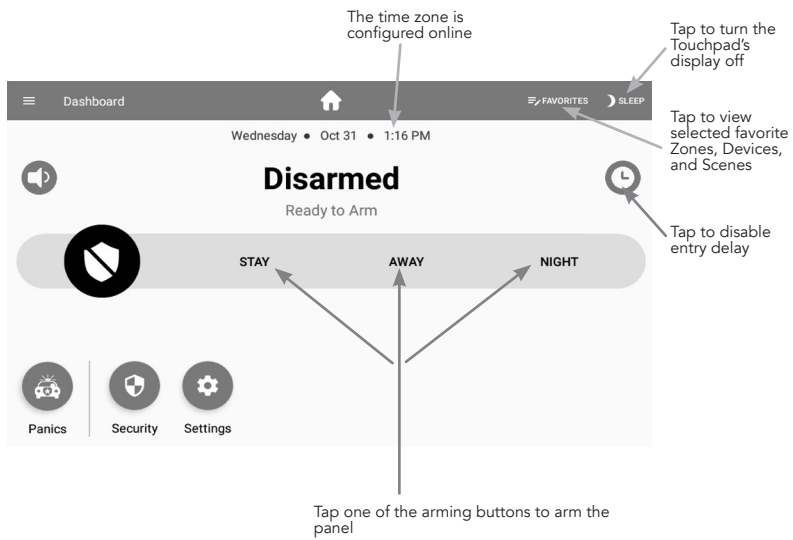 The time zone is
configured online
Tap to turn the
Touchpad's
display off
Dashboard
FAVORITES
SLEEP
Tap to view
selected favorite
Zones, Devices,
and Scenes
Wednesday ● Oct 31 ● 1:16 PM
Disarmed
Ready to Arm
Tap to disable
entry delay
STAY
AWAY
NIGHT
Panics
Security
Settings
Tap one of the arming buttons to arm the
panel